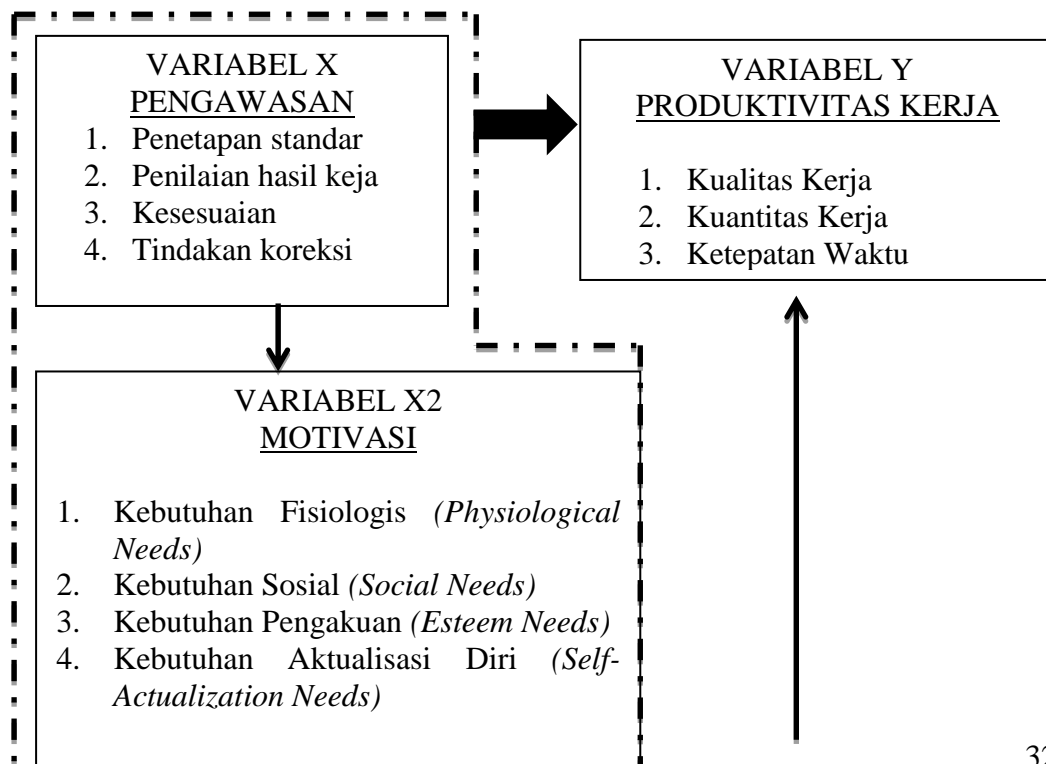 VARIABEL X
PENGAWASAN
1. Penetapan standar
2. Penilaian hasil keja
3. Kesesuaian
4. Tindakan koreksi
VARIABEL Y
PRODUKTIVITAS KERJA
1. Kualitas Kerja
2. Kuantitas Kerja
3. Ketepatan Waktu
VARIABEL X2
MOTIVASI
1. Kebutuhan Fisiologis (Physiological
Needs)
2. Kebutuhan Sosial (Social Needs)
3. Kebutuhan Pengakuan (Esteem Needs)
4. Kebutuhan Aktualisasi Diri (Self-
Actualization Needs)